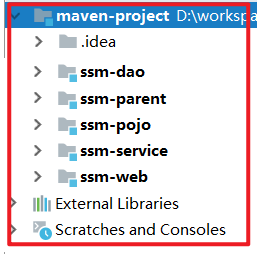 maven-project D:\workspa
.idea
ssm-dao
ssm-parent
ssm-pojo
ssm-service
ssm-web
External Libraries
Scratches and Consoles